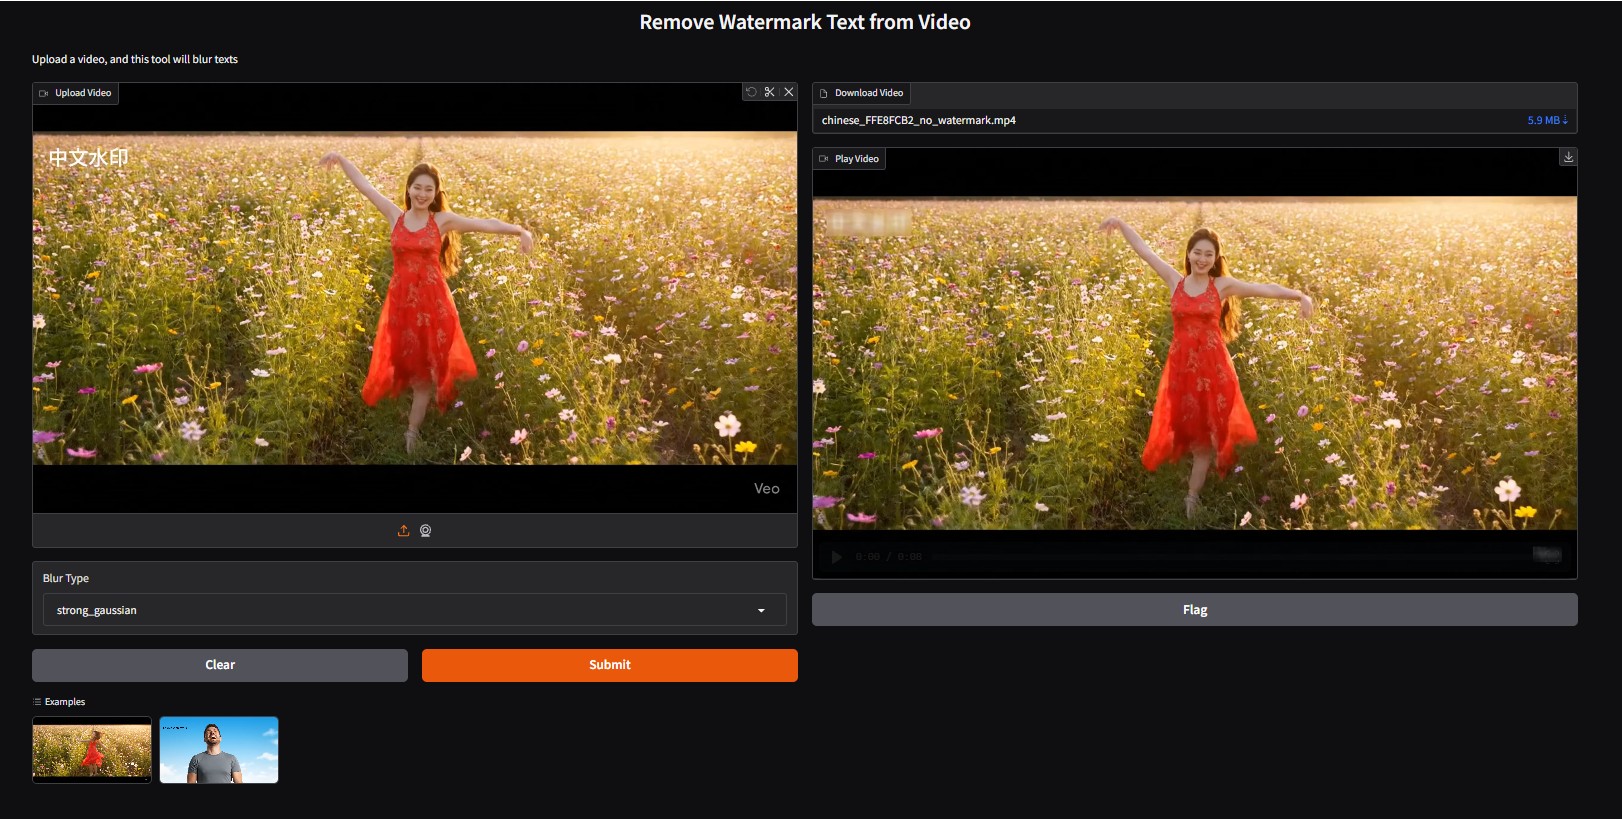 Remove Watermark Text from Video
Upload a video, and this tool will blur texts
Upload Video
中文水印
Veo
Blur Type
strong_gaussian
Clear
Submit
Examples
Download Video
chinese_FFE8FCB2_no_watermark.mp4
5.9 MB ⇣
Play Video
0:00 / 0:08
Flag